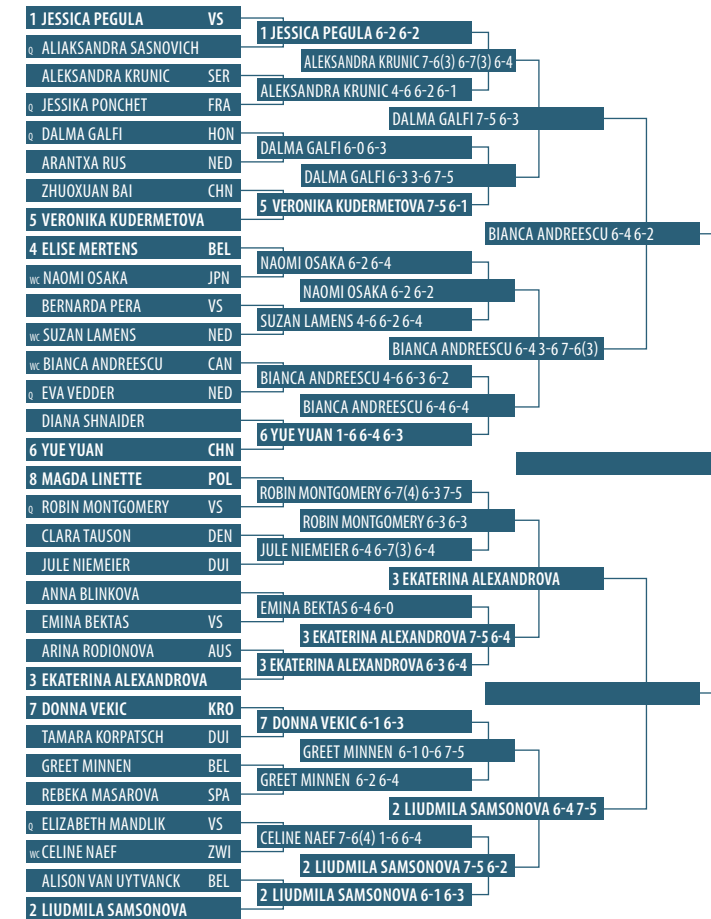 1 JESSICA PEGULA VS
Q ALIAKSANDRA SASNOVICH
ALEKSANDRA KRUNIC SER
Q JESSIKA PONCHET FRA
Q DALMA GALFI HON
ARANTXA RUS NED
ZHUOXUAN BAI CHN
5 VERONIKA KUDERMETOVA
4 ELISE MERTENS BEL
WC NAOMI OSAKA JPN
BERNARDA PERA VS
WC SUZAN LAMENS NED
WC BIANCA ANDREESCU CAN
Q EVA VEDDER NED
DIANA SHNAIDER
6 YUE YUAN CHN
8 MAGDA LINETTE POL
Q ROBIN MONTGOMERY VS
CLARA TAUSON DEN
JULE NIEMEIER DUI
ANNA BLINKOVA
EMINA BEKTAS VS
ARINA RODIONOVA AUS
3 EKATERINA ALEXANDROVA
7 DONNA VEKIC KRO
TAMARA KORPATSCH DUI
GREET MINNEN BEL
REBEKA MASAROVA SPA
Q ELIZABETH MANDLIK VS
WC CELINE NAEF ZWI
ALISON VAN UYTVANCK BEL
2 LIUDMILA SAMSONOVA
1 JESSICA PEGULA 6-2 6-2
ALEKSANDRA KRUNIC 4-6 6-2 6-1
DALMA GALFI 6-0 6-3
5 VERONIKA KUDERMETOVA 7-5 6-1
NAOMI OSAKA 6-2 6-4
SUZAN LAMENS 4-6 6-2 6-4
BIANCA ANDREESCU 4-6 6-3 6-2
6 YUE YUAN 1-6 6-4 6-3
ROBIN MONTGOMERY 6-7(4) 6-3 7-5
JULE NIEMEIER 6-4 6-7(3) 6-4
EMINA BEKTAS 6-4 6-0
3 EKATERINA ALEXANDROVA 6-3 6-4
7 DONNA VEKIC 6-1 6-3
GREET MINNEN 6-2 6-4
CELINE NAEF 7-6(4) 1-6 6-4
2 LIUDMILA SAMSONOVA 6-1 6-3
ALEKSANDRA KRUNIC 7-6(3) 6-7(3) 6-4
DALMA GALFI 6-3 3-6 7-5
NAOMI OSAKA 6-2 6-2
BIANCA ANDREESCU 6-4 6-4
ROBIN MONTGOMERY 6-3 6-3
3 EKATERINA ALEXANDROVA 7-5 6-4
GREET MINNEN 6-1 0-6 7-5
2 LIUDMILA SAMSONOVA 7-5 6-2
DALMA GALFI 7-5 6-3
BIANCA ANDREESCU 6-4 3-6 7-6(3)
3 EKATERINA ALEXANDROVA
2 LIUDMILA SAMSONOVA 6-4 7-5
BIANCA ANDREESCU 6-4 6-2